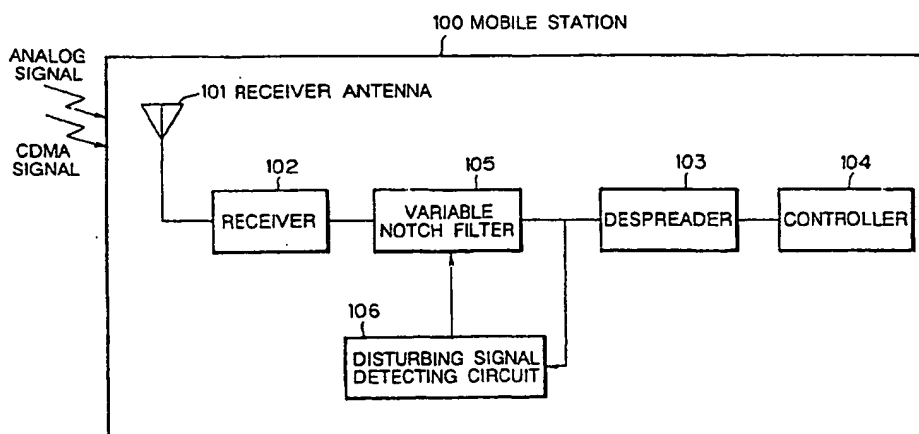 100 MOBILE STATION
ANALOG
SIGNAL
101 RECEIVER ANTENNA
CDMA
SIGNAL
102
105
103
104
RECEIVER
VARIABLE
NOTCH FILTER
DESPREADER
CONTROLLER
106
DISTURBING SIGNAL
DETECTING CIRCUIT